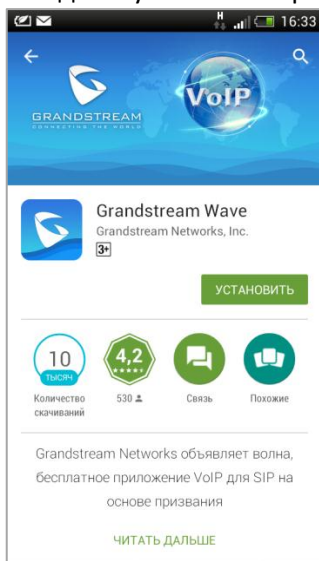 H 16:33
GRANDSTREAM
CONNECTING THE WORLD
VoIP
Grandstream Wave
Grandstream Networks, Inc.
3+
УСТАНОВИТЬ
10
ТЫСЯЧ
4,2
Количество скачиваний
530
Связь
Похожие
Grandstream Networks объявляет волна,
бесплатное приложение VoIP для SIP на
основе призвания
ЧИТАТЬ ДАЛЬШЕ